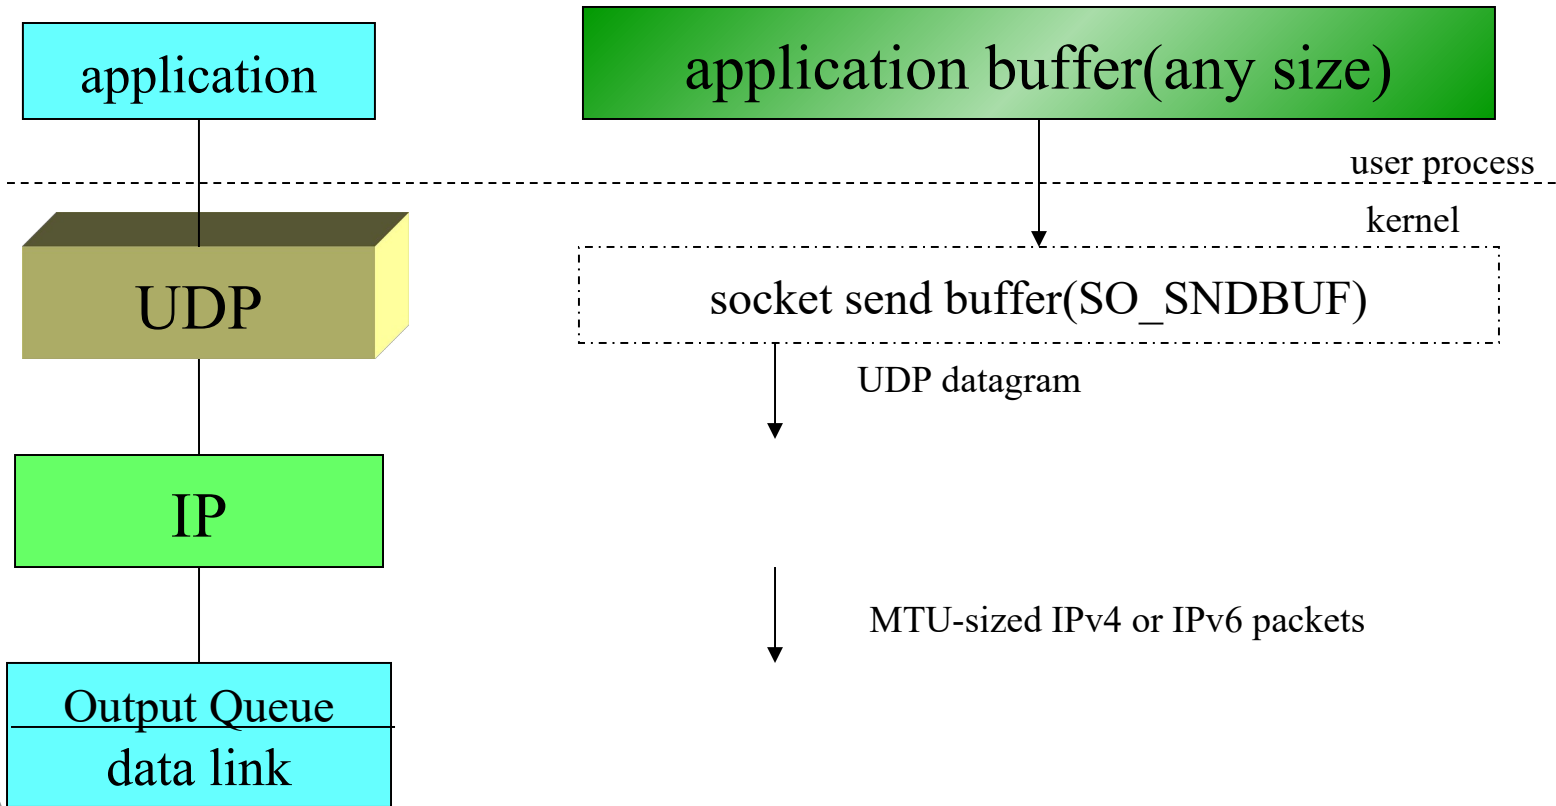 application
application buffer(any size)
user process
kernel
UDP
socket send buffer(SO_SNDBUF)
UDP datagram
IP
MTU-sized IPv4 or IPv6 packets
Output Queue
data link